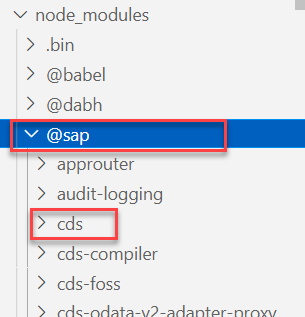 node_modules
.bin
@babel
@dabh
@sap
approuter
audit-logging
cds
cds-compiler
cds-foss
cds-odata-v2-adapter-proxy